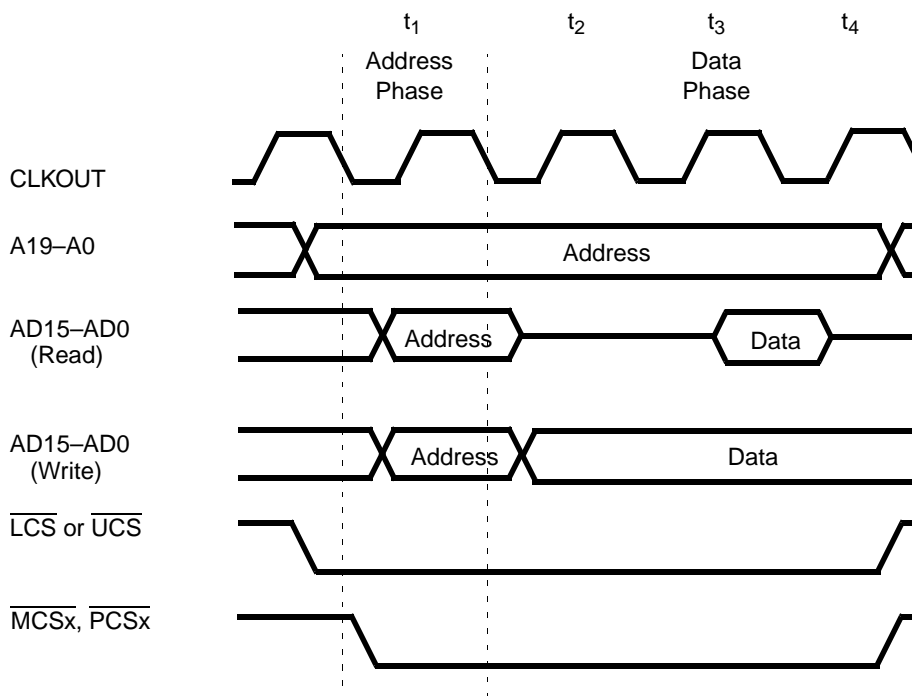 t1 t2 t3 t4
Address Data
Phase Phase
CLKOUT
A19–A0 Address
AD15–AD0
(Read) Address Data
AD15–AD0
(Write) Address Data
LCS or UCS
MCSx, PCSx